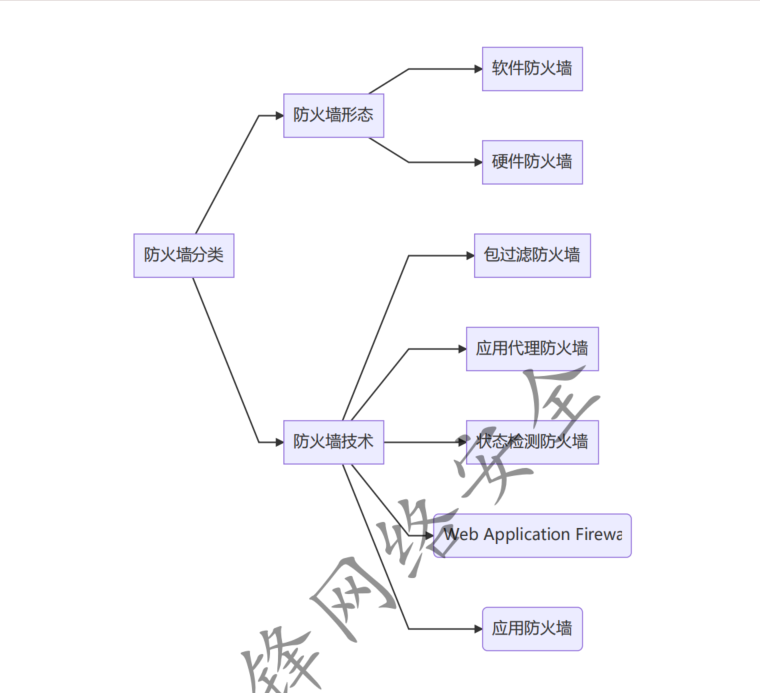 软件防火墙
防火墙形态
硬件防火墙
防火墙分类
包过滤防火墙
应用代理防火墙
防火墙技术
状态检测防火墙
Web Application Firewa
应用防火墙
锋网络安全